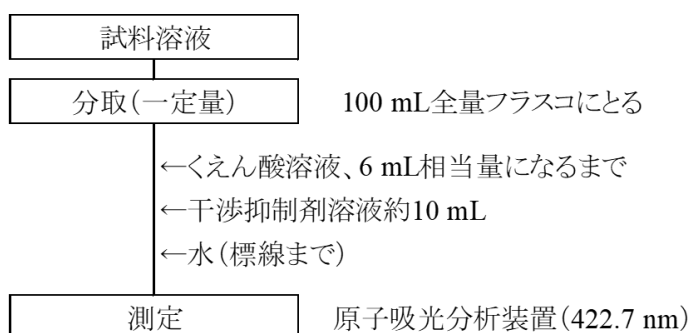 試料溶液
分取(一定量) 100 mL全量フラスコにとる
←くえん酸溶液、6 mL相当量になるまで
←干渉抑制剤溶液約10 mL
←水(標線まで)
測定 原子吸光分析装置(422.7 nm)